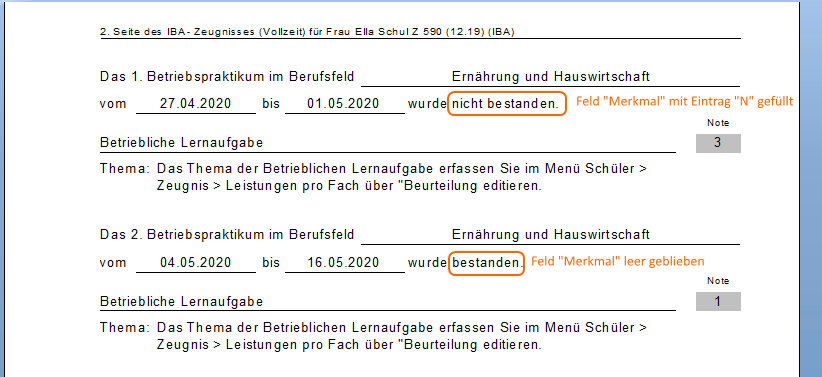 2. Seite des IBA- Zeugnisses (Vollzeit) für Frau Ella Schul Z 590 (12.19) (IBA)
Das 1. Betriebspraktikum im Berufsfeld Ernährung und Hauswirtschaft
vom 27.04.2020 bis 01.05.2020 wurde nicht bestanden. Feld "Merkmal" mit Eintrag "N" gefüllt
Note
Betriebliche Lernaufgabe 3
Thema: Das Thema der Betrieblichen Lernaufgabe erfassen Sie im Menü Schüler >
Zeugnis > Leistungen pro Fach über "Beurteilung editieren.
Das 2. Betriebspraktikum im Berufsfeld Ernährung und Hauswirtschaft
vom 04.05.2020 bis 16.05.2020 wurde bestanden. Feld "Merkmal" leer geblieben
Note
Betriebliche Lernaufgabe 1
Thema: Das Thema der Betrieblichen Lernaufgabe erfassen Sie im Menü Schüler >
Zeugnis > Leistungen pro Fach über "Beurteilung editieren.